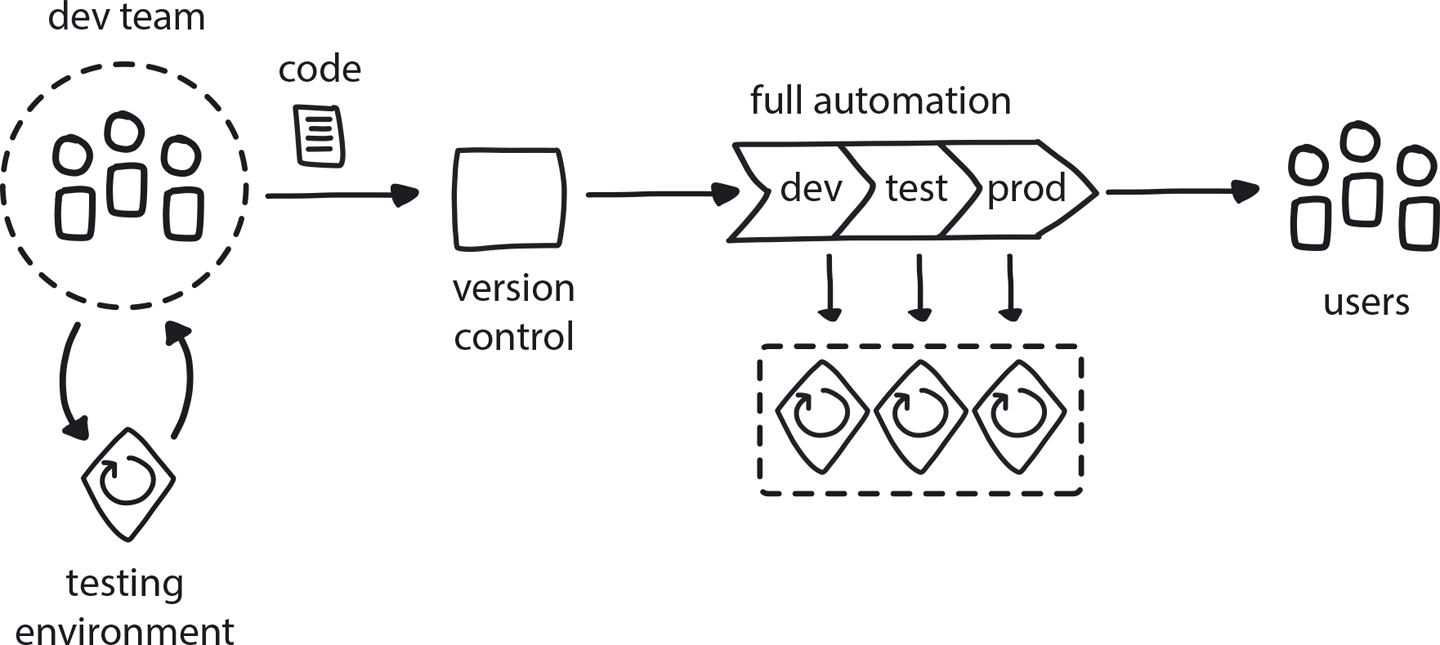 dev team
code
full automation
dev
test
prod
version
control
users
testing
environment